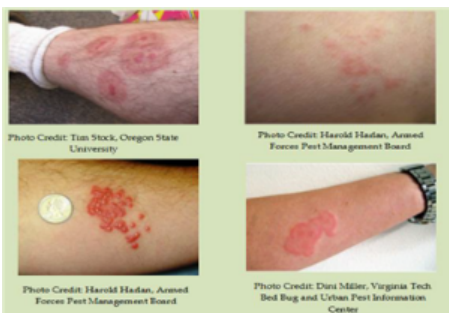 Photo Credit: Tim Stock, Oregon State
University
Photo Credit: Harold Harlan, Armed
Forces Pest Management Board
Photo Credit: Harold Harlan, Armed
Forces Pest Management Board
Photo Credit: Dini Miller, Virginia Tech
Bed Bug and Urban Pest Information
Center